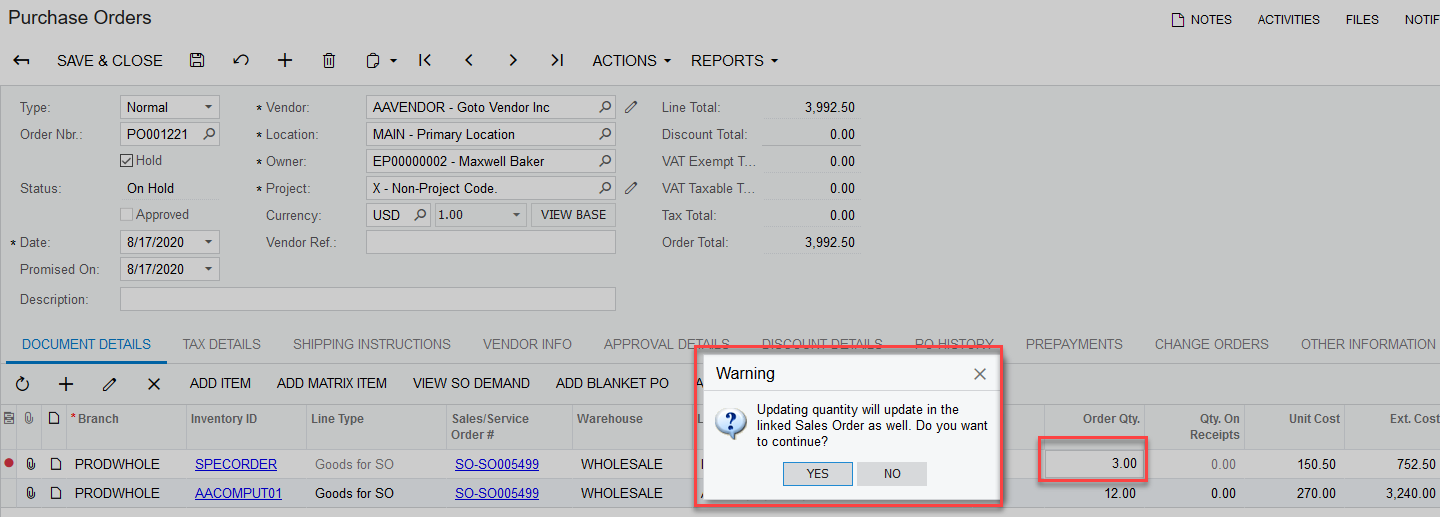 Purchase Orders
NOTES ACTIVITIES FILES NOTIF
SAVE & CLOSE ACTIONS REPORTS
Type: Normal * Vendor: AAVENDOR - Goto Vendor Inc Line Total: 3,992.50
Order Nbr.: PO001221 * Location: MAIN - Primary Location Discount Total: 0.00
Hold * Owner: EP00000002 - Maxwell Baker VAT Exempt T... 0.00
Status: On Hold * Project: X - Non-Project Code. VAT Taxable T... 0.00
Approved Currency: USD 1.00 VIEW BASE Tax Total: 0.00
* Date: 8/17/2020 Vendor Ref.: Order Total: 3,992.50
Promised On: 8/17/2020
Description:
DOCUMENT DETAILS TAX DETAILS SHIPPING INSTRUCTIONS VENDOR INFO APPROVAL DETAILS DISCOUNT DETAILS PO HISTORY PREPAYMENTS CHANGE ORDERS OTHER INFORMATION
ADD ITEM ADD MATRIX ITEM VIEW SO DEMAND ADD BLANKET PO
Warning
Updating quantity will update in the
linked Sales Order as well. Do you want
to continue?
YES NO
* Branch Inventory ID Line Type Sales/Service Warehouse Order Qty. Qty. On Unit Cost Ext. Cost
Order # Receipts
PRODWHOLE SPECORDER Goods for SO SO-SO005499 WHOLESALE 3.00 0.00 150.50 752.50
PRODWHOLE AACOMPUT01 Goods for SO SO-SO005499 WHOLESALE 12.00 0.00 270.00 3,240.00